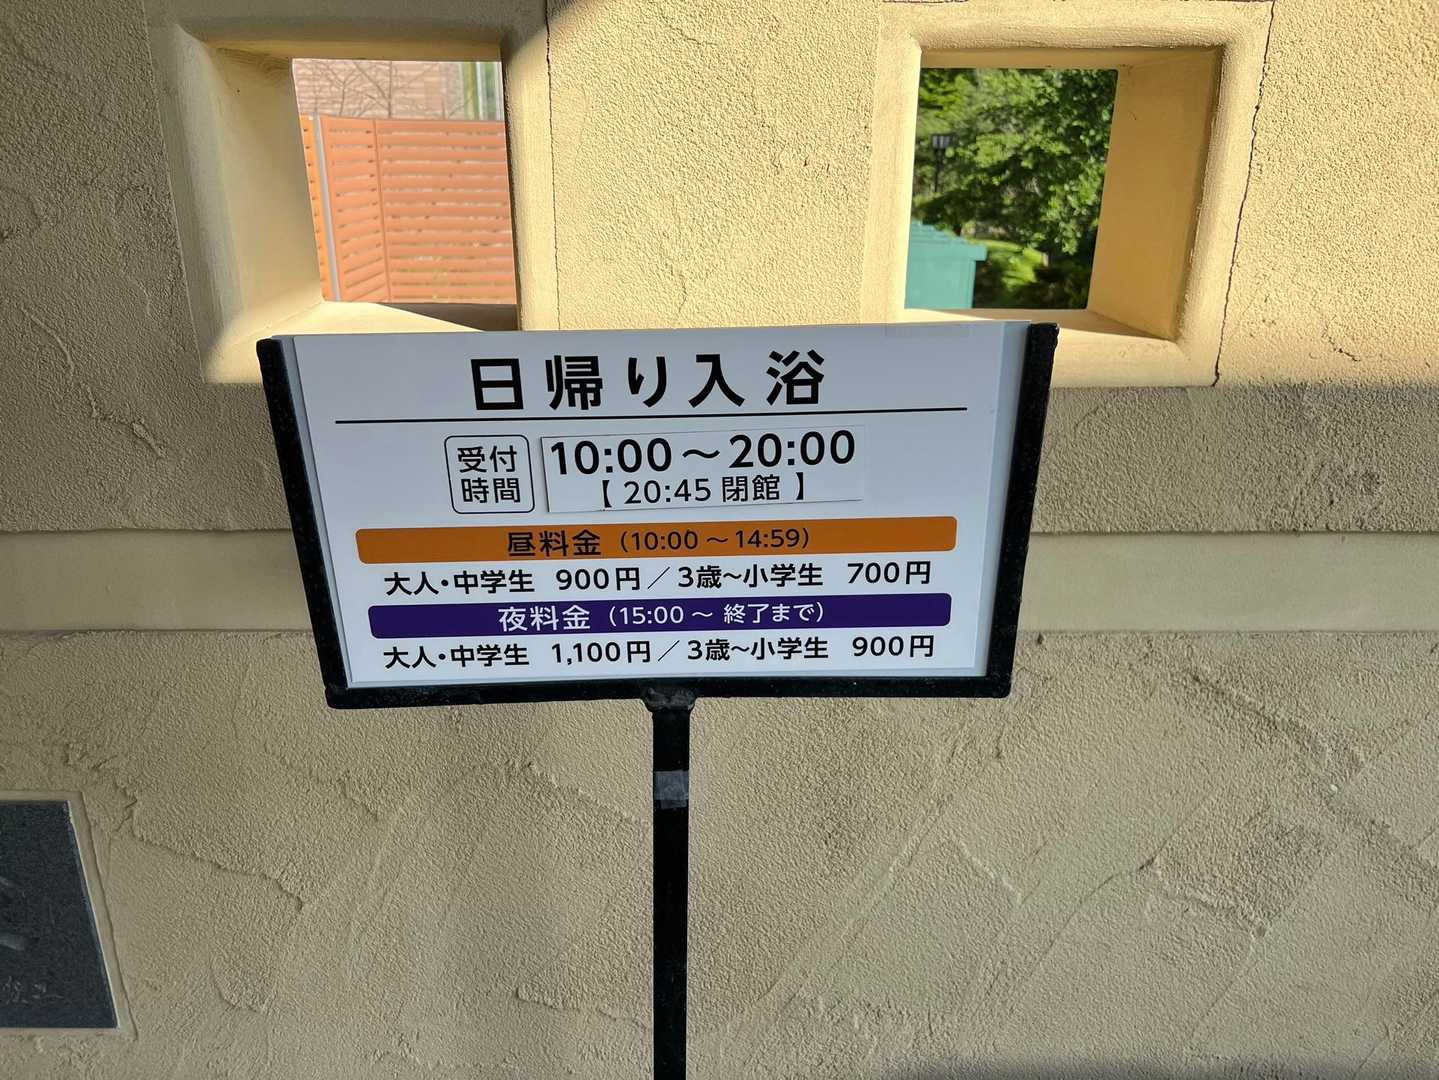 日帰り入浴
受付時間 10:00～20:00
【 20:45 閉館 】
昼料金（10:00 ～ 14:59）
大人・中学生 900円／3歳～小学生 700円
夜料金（15:00 ～ 終了まで）
大人・中学生 1,100円／3歳～小学生 900円